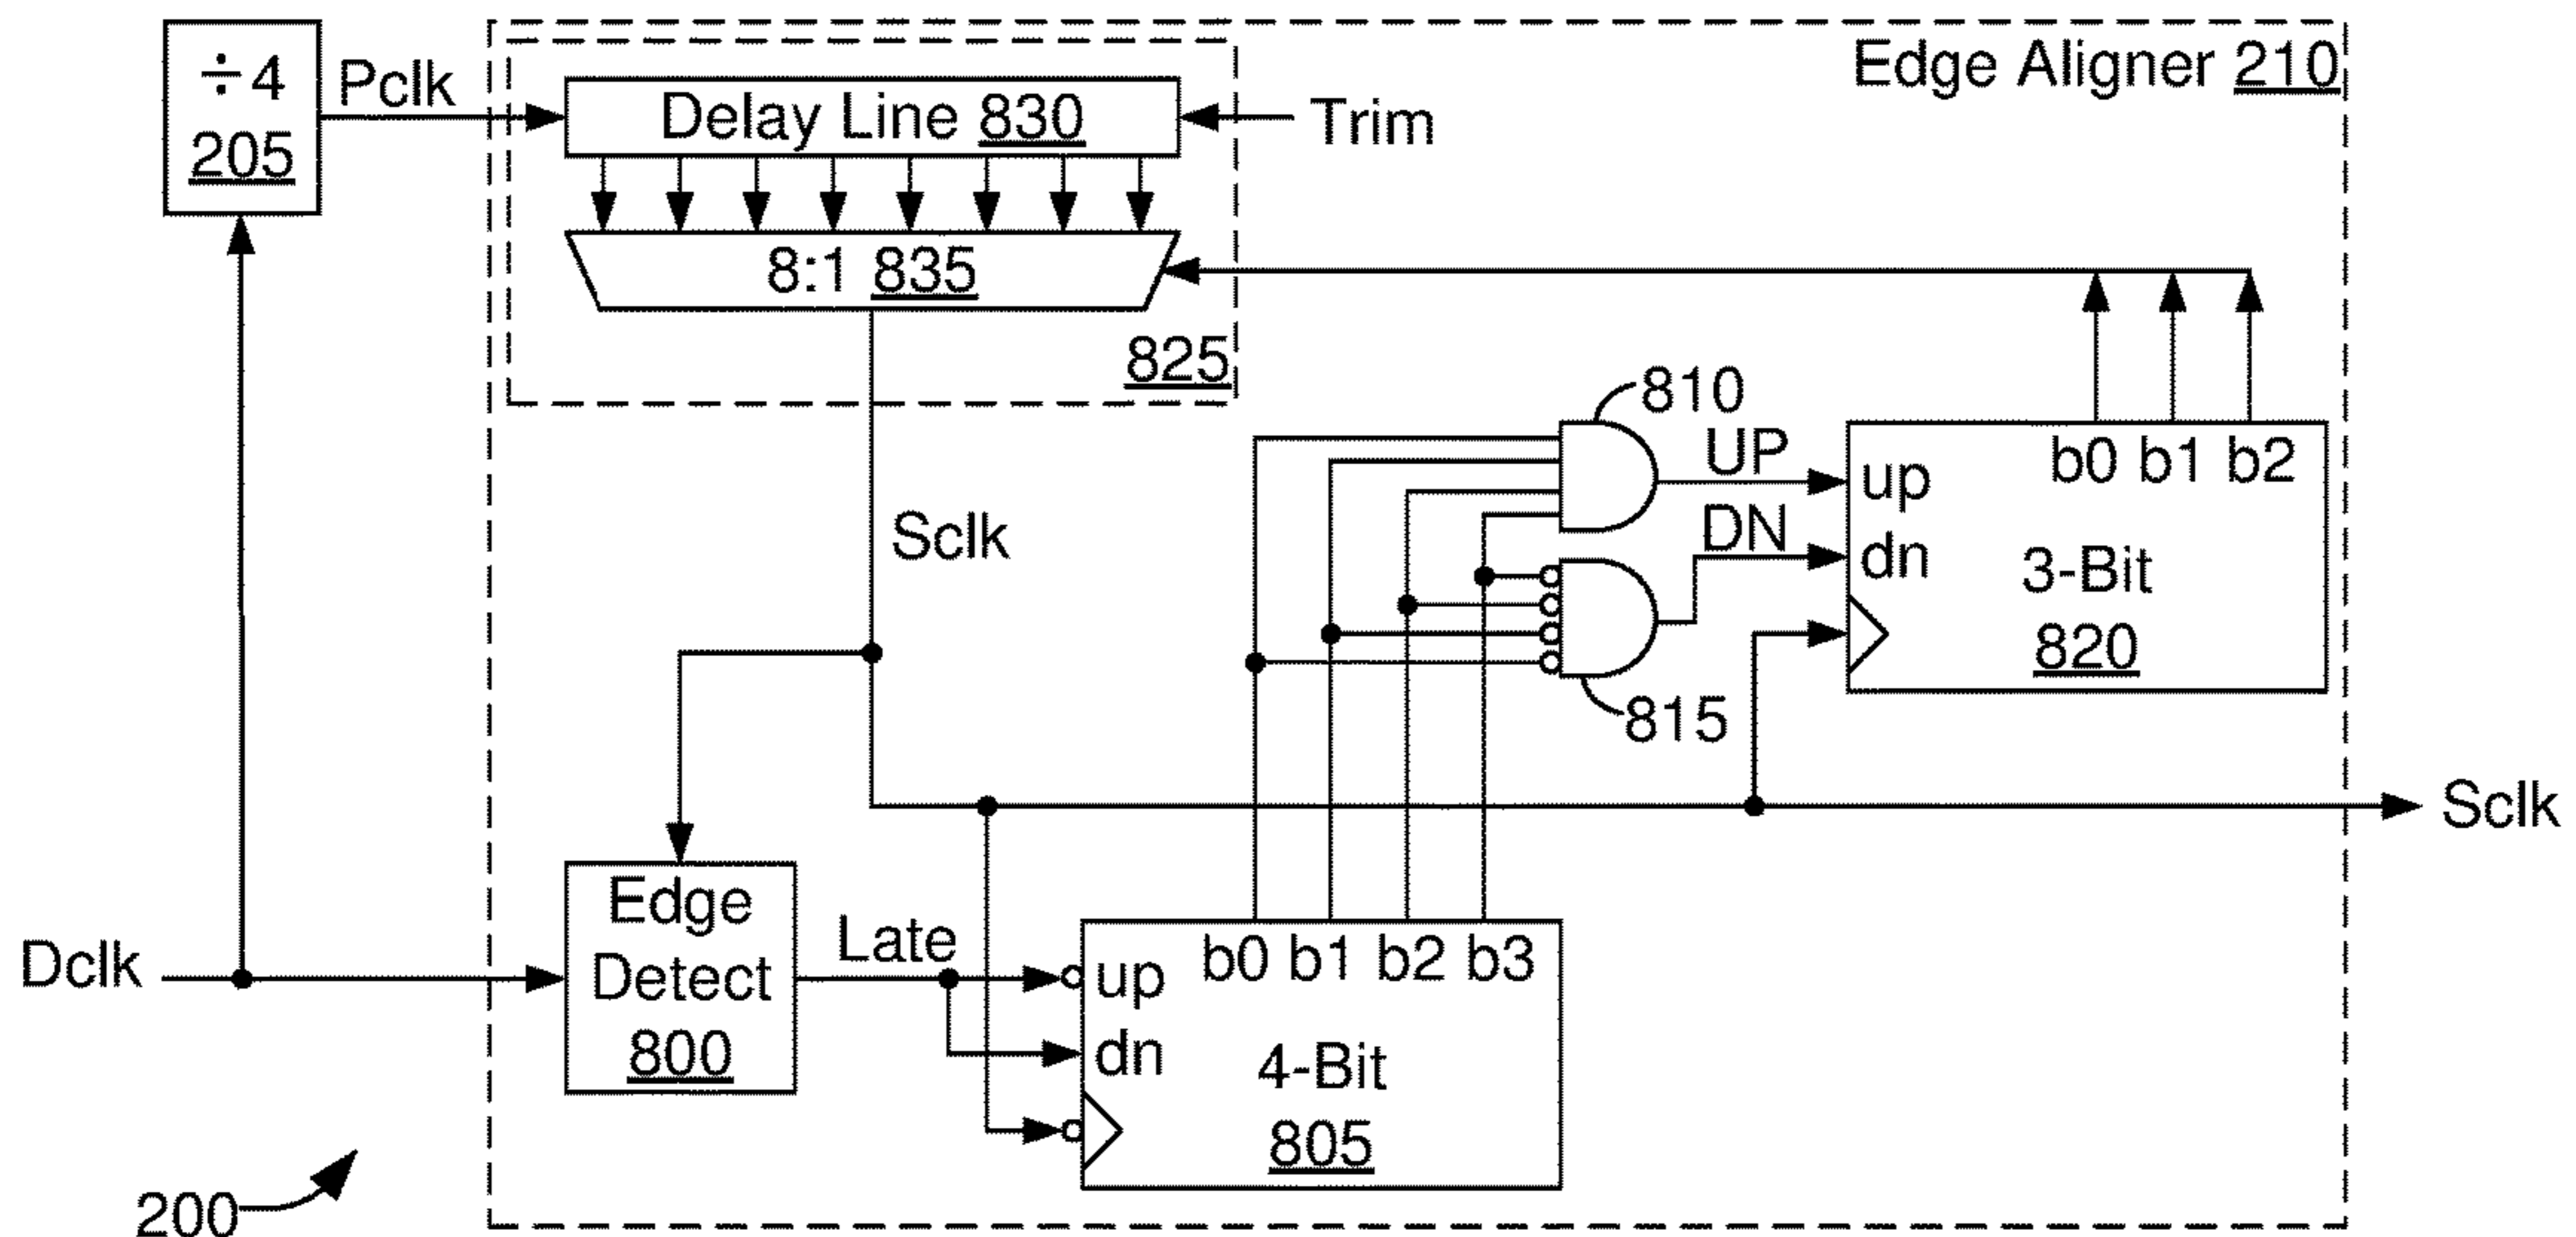 ÷4
205
Pclk
Delay Line 830
Trim
Edge Aligner 210
8:1 835
825
810
UP
DN
815
up
dn
b0 b1 b2
3-Bit
820
Sclk
Sclk
Dclk
Edge
Detect
800
Late
up
dn
b0 b1 b2 b3
4-Bit
805
200